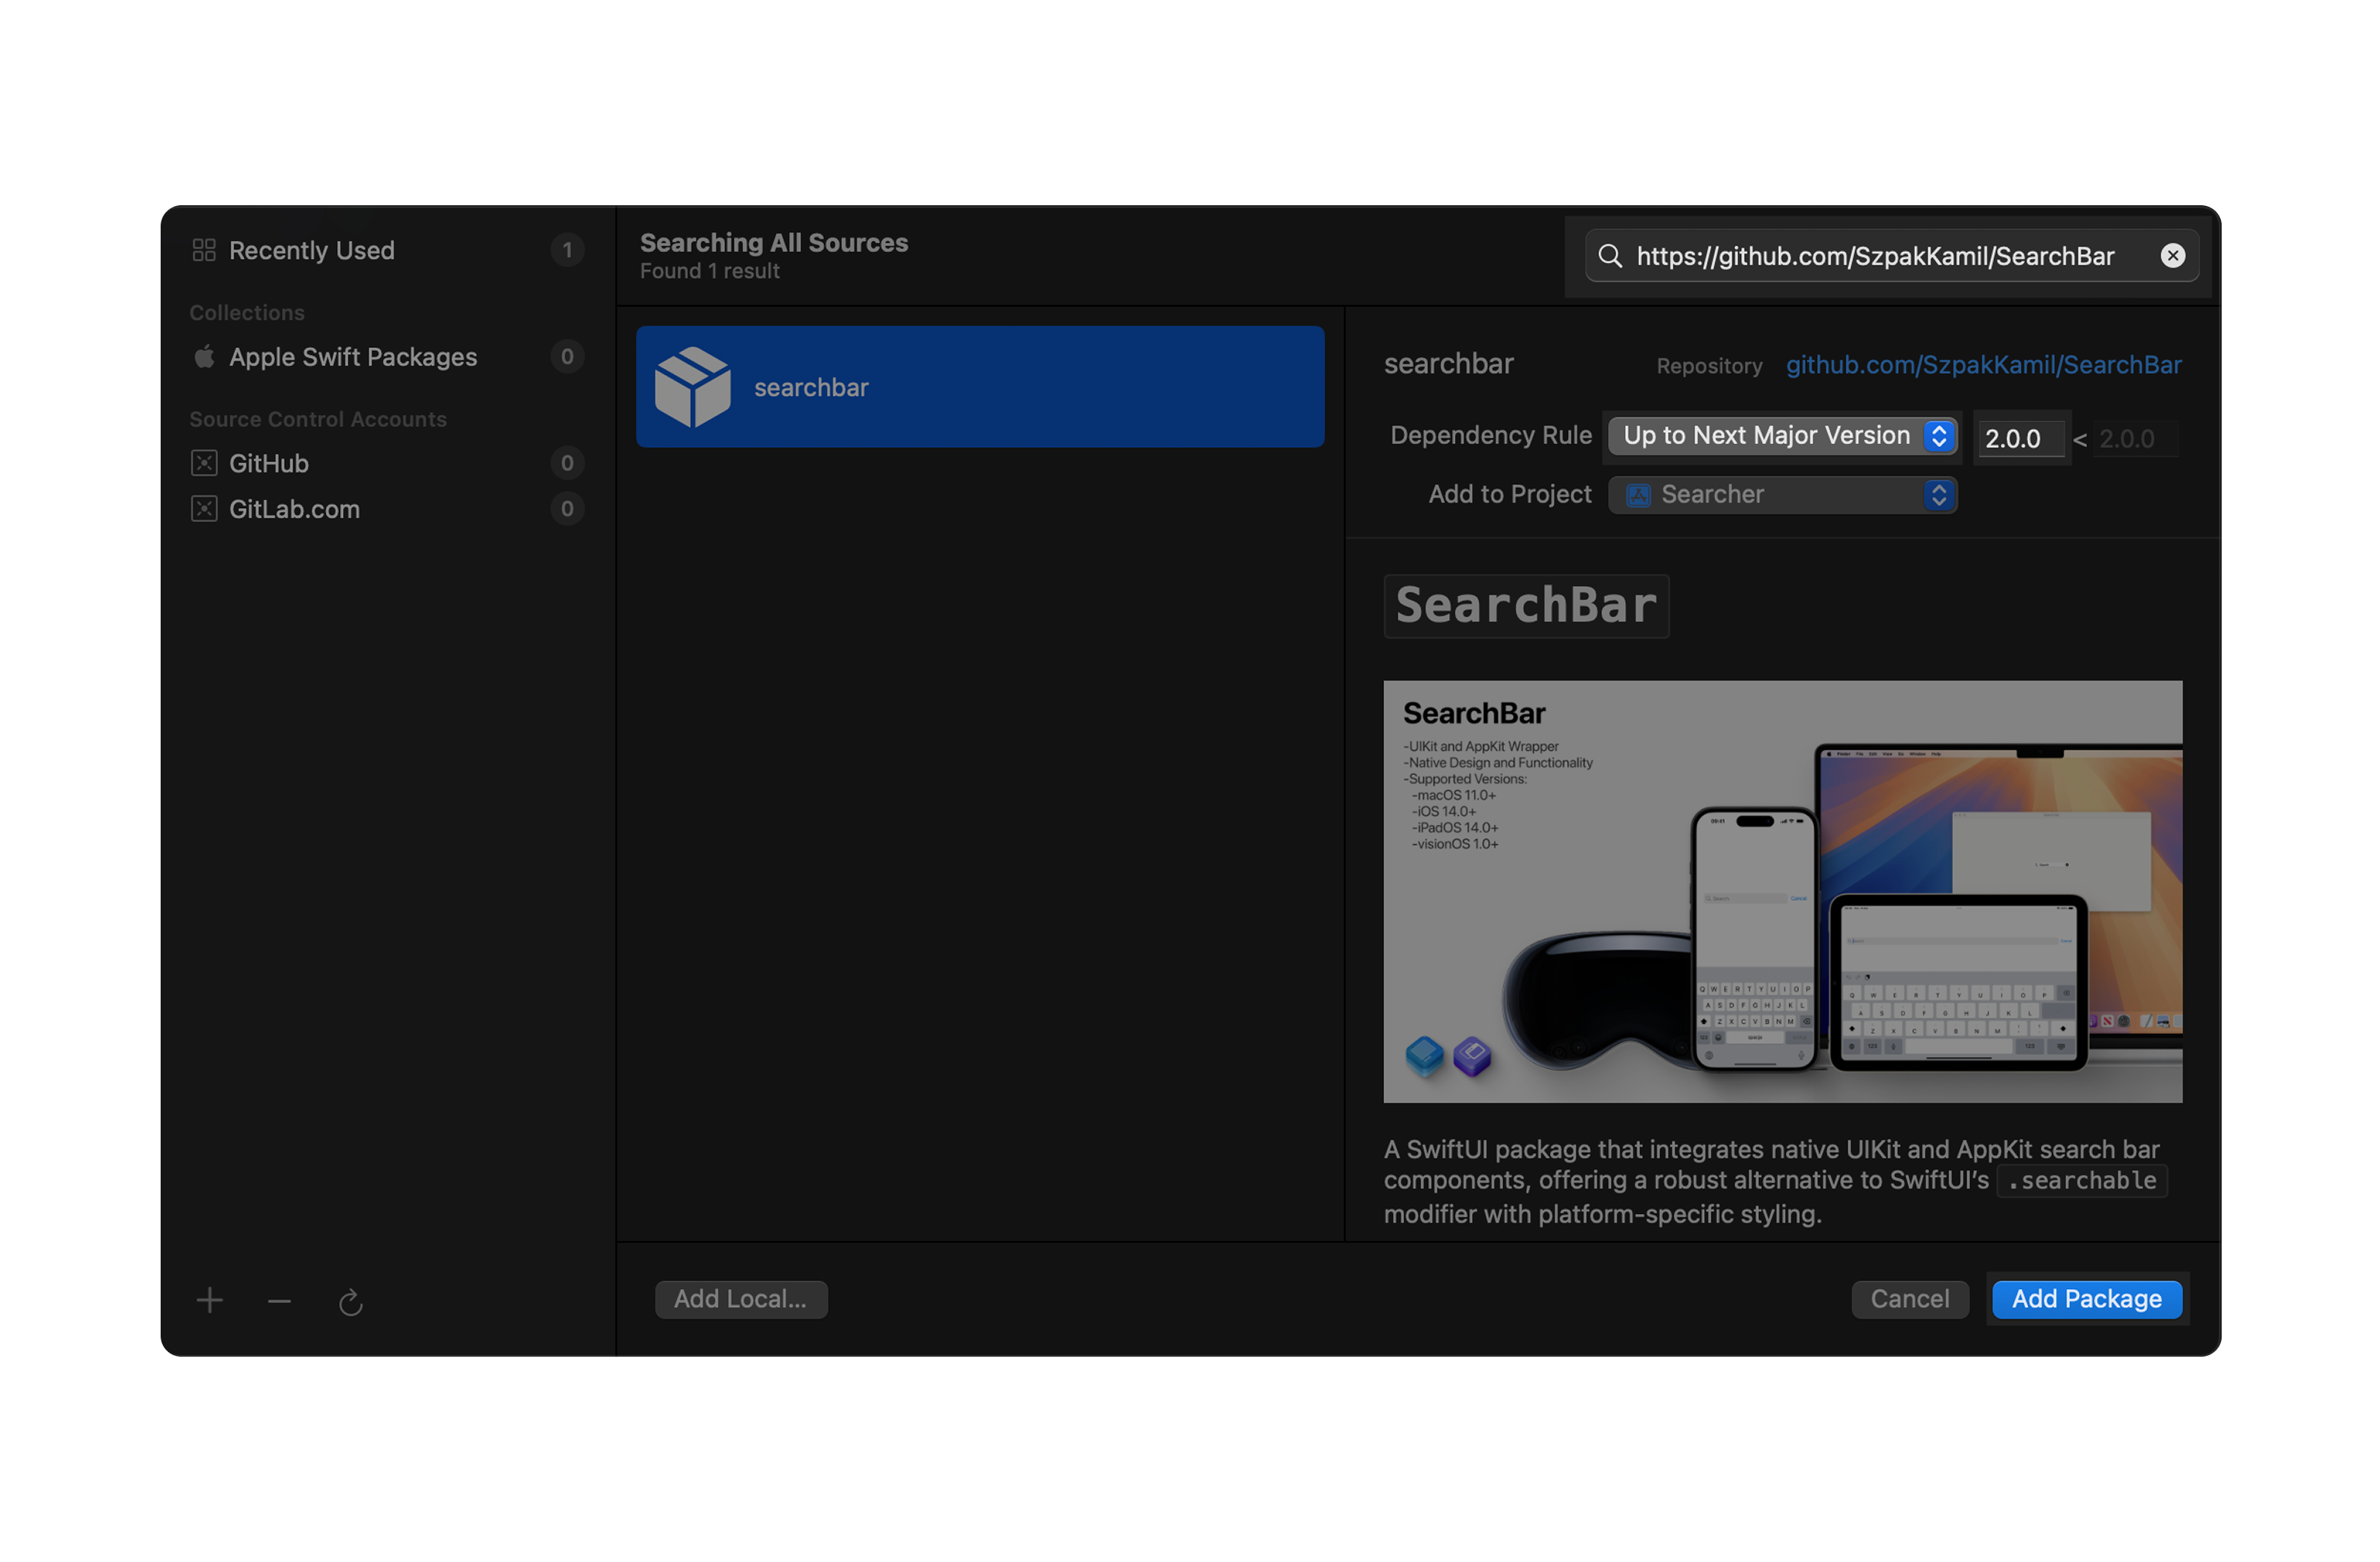 Recently Used
1
Collections
Apple Swift Packages
0
Source Control Accounts
GitHub
0
GitLab.com
0
Searching All Sources
Found 1 result
https://github.com/SzpakKamil/SearchBar
searchbar
searchbar
Repository
github.com/SzpakKamil/SearchBar
Dependency Rule
Up to Next Major Version
2.0.0
<
2.0.0
Add to Project
Searcher
SearchBar
SearchBar
-UIKit and AppKit Wrapper
-Native Design and Functionality
-Supported Versions:
-macOS 11.0+
-iOS 14.0+
-iPadOS 14.0+
-visionOS 1.0+
Search
Cancel
Q W E R T Y U I O P
A S D F G H J K L
Z X C V B N M
Q W E R T Y U I O P
A S D F G H J K L
Z X C V B N M
A SwiftUI package that integrates native UIKit and AppKit search bar
components, offering a robust alternative to SwiftUI’s .searchable
modifier with platform-specific styling.
Add Local...
Cancel
Add Package